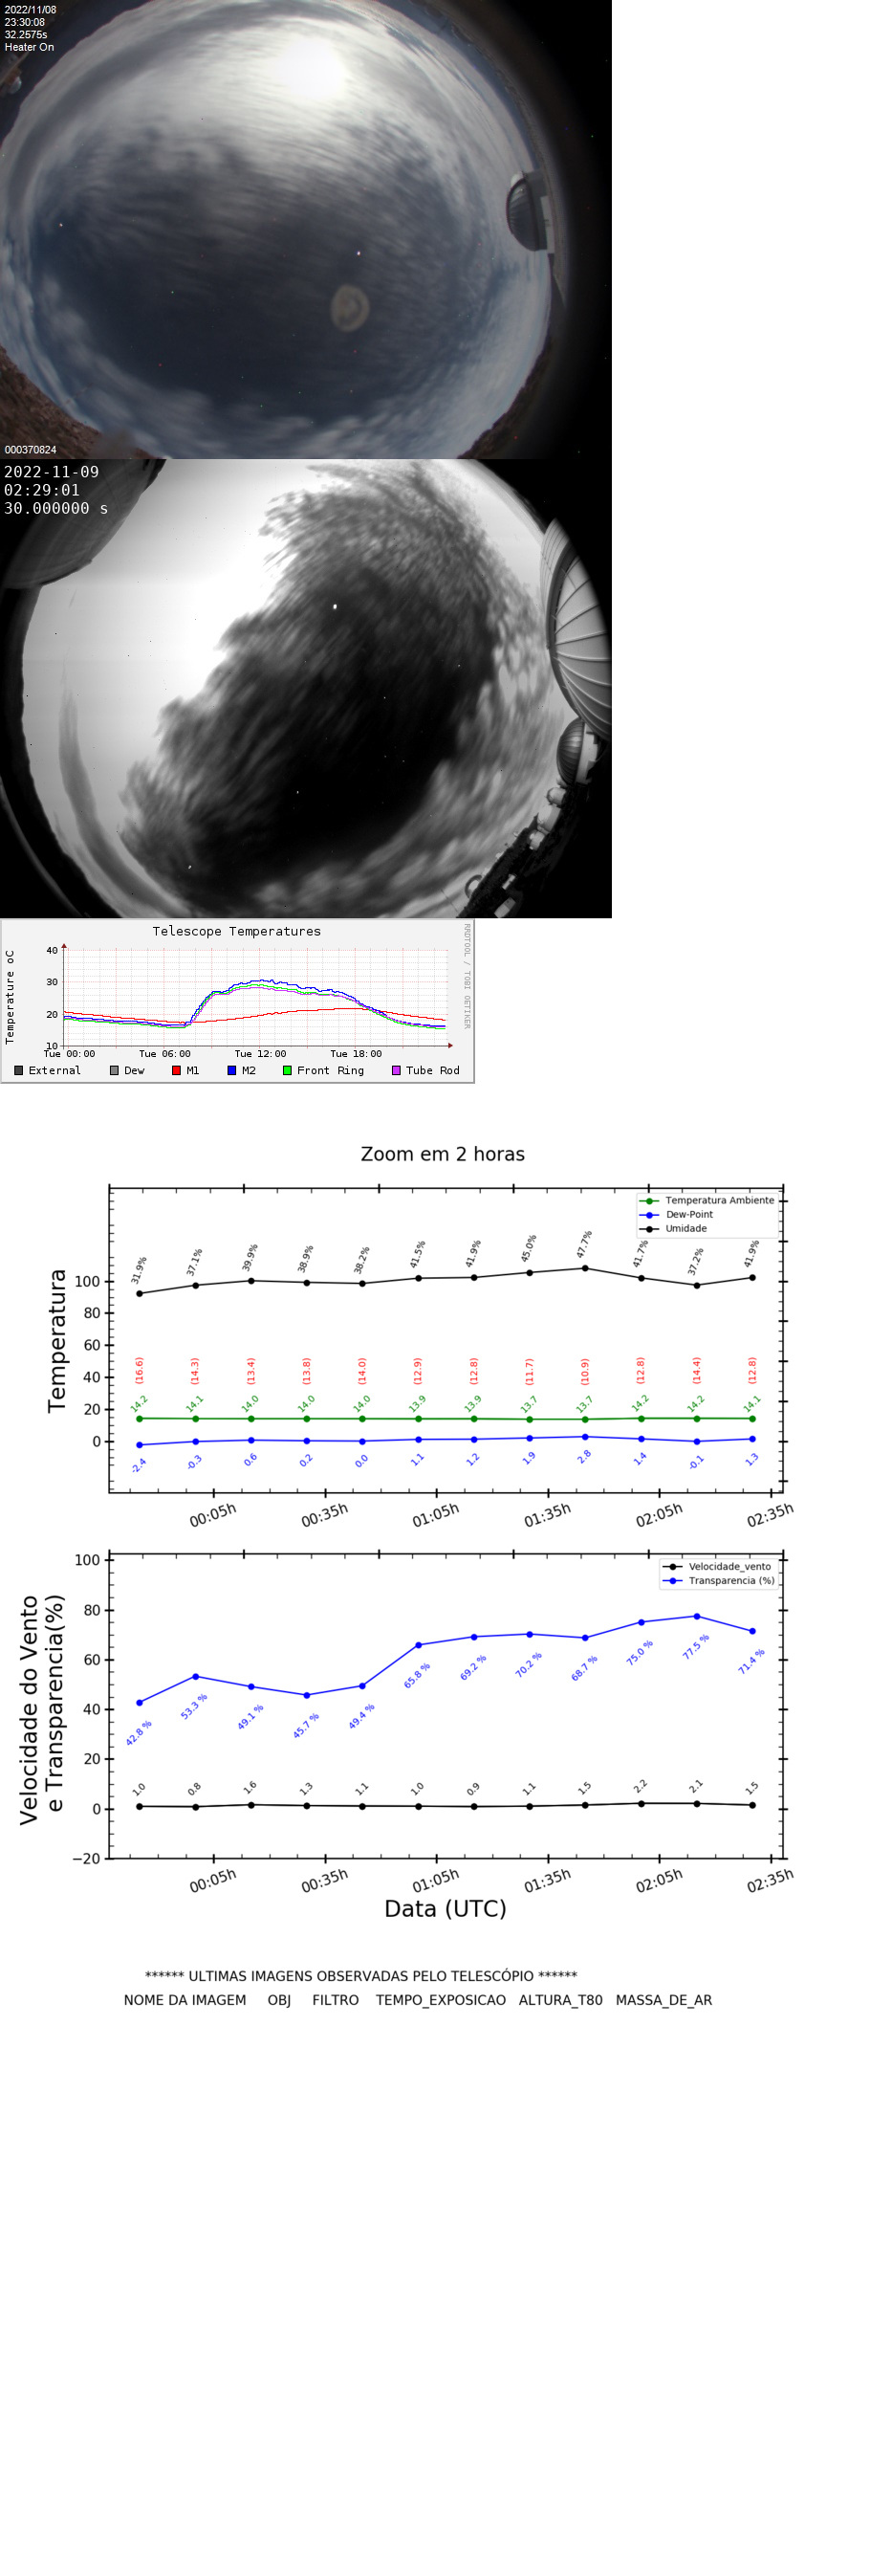 2022/11/08
23:30:08
32.2575s
Heater On
000370824
2022-11-09
02:29:01
30.000000 s
Telescope Temperatures
RRDTOOL / TOBI OETIKER
Temperature oC
40
30
20
10
Tue 00:00 Tue 06:00 Tue 12:00 Tue 18:00
External Dew M1 M2 Front Ring Tube Rod
Zoom em 2 horas
Temperatura Ambiente
Dew-Point
Umidade
Temperatura
100
80
60
40
20
0
31.9% 37.1% 39.9% 38.9% 38.2% 41.5% 41.9% 45.0% 47.7% 41.7% 37.2% 41.9%
(16.6) (14.3) (13.4) (13.8) (14.0) (12.9) (12.8) (11.7) (10.9) (12.8) (14.4) (12.8)
14.2 14.1 14.0 14.0 14.0 13.9 13.9 13.7 13.7 14.2 14.2 14.1
-2.4 -0.3 0.6 0.2 0.0 1.1 1.2 1.9 2.8 1.4 -0.1 1.3
00:05h 00:35h 01:05h 01:35h 02:05h 02:35h
Velocidade_vento
Transparencia (%)
Velocidade do Vento
e Transparencia(%)
100
80
60
40
20
0
−20
42.8 % 53.3 % 49.1 % 45.7 % 49.4 % 65.8 % 69.2 % 70.2 % 68.7 % 75.0 % 77.5 % 71.4 %
1.0 0.8 1.6 1.3 1.1 1.0 0.9 1.1 1.5 2.2 2.1 1.5
00:05h 00:35h 01:05h 01:35h 02:05h 02:35h
Data (UTC)
****** ULTIMAS IMAGENS OBSERVADAS PELO TELESCÓPIO ******
NOME DA IMAGEM OBJ FILTRO TEMPO_EXPOSICAO ALTURA_T80 MASSA_DE_AR